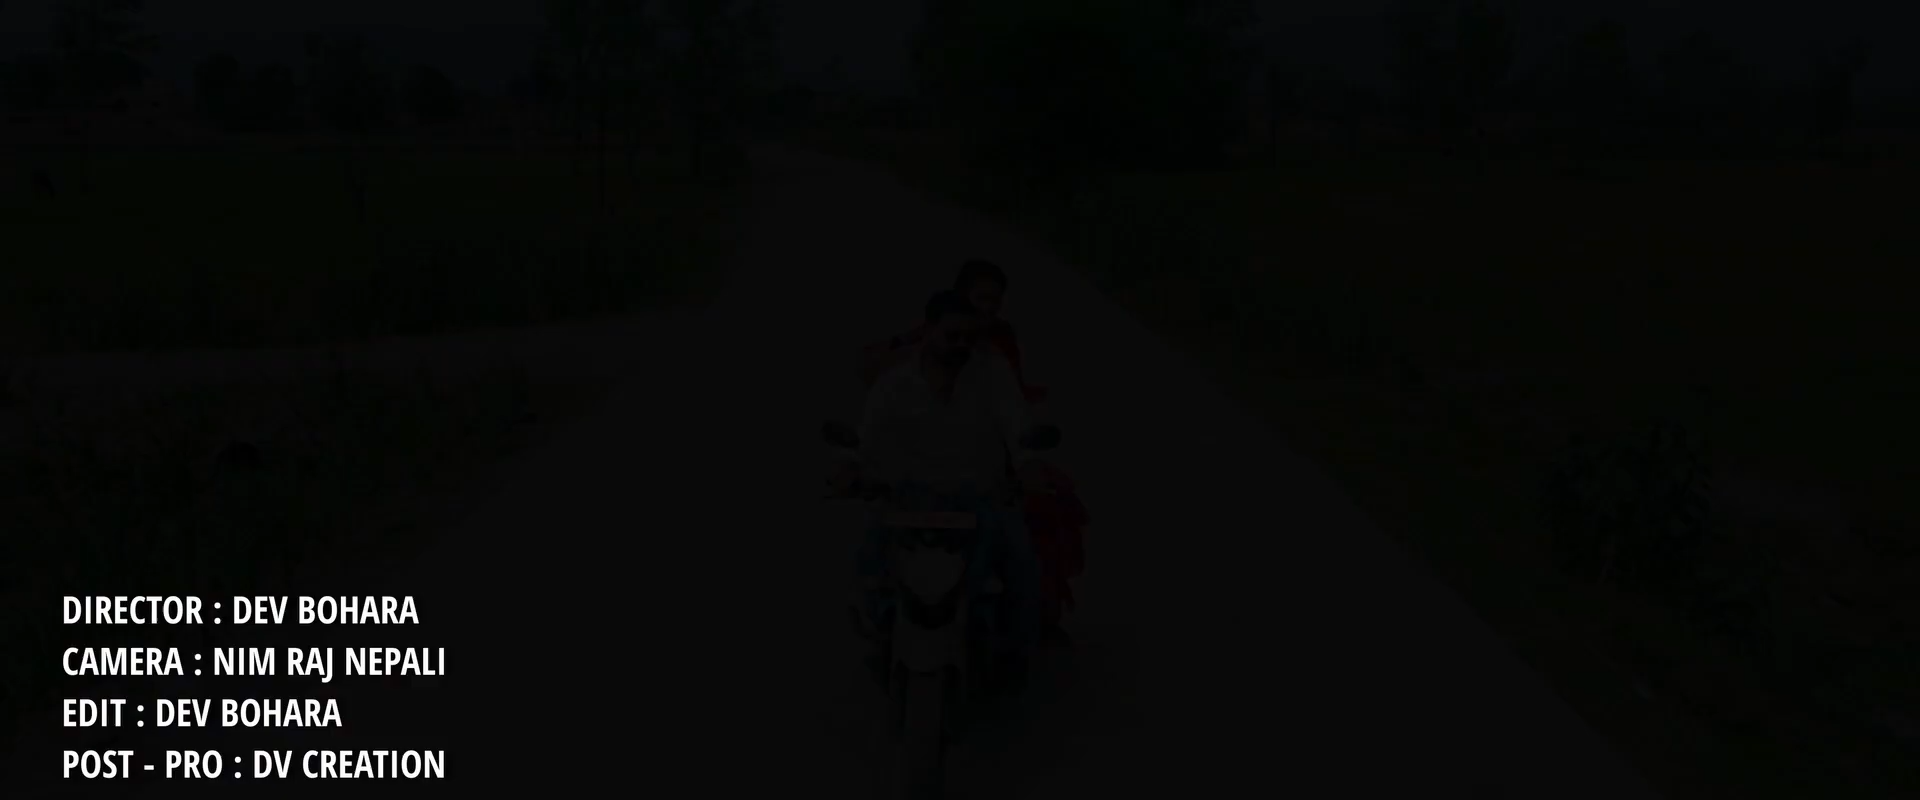 DIRECTOR : DEV BOHARA
CAMERA : NIM RAJ NEPALI
EDIT : DEV BOHARA
POST - PRO : DV CREATION